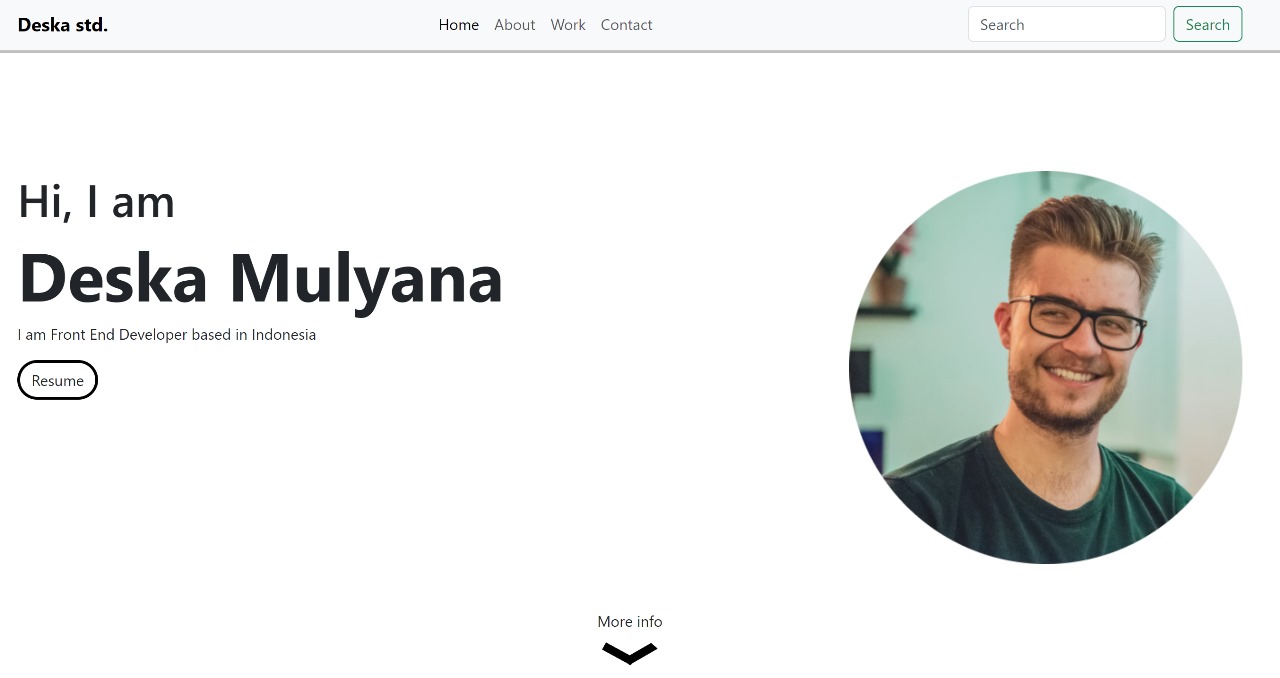 Deska std.
Home About Work Contact
Search
Search
Hi, I am
Deska Mulyana
I am Front End Developer based in Indonesia
Resume
More info